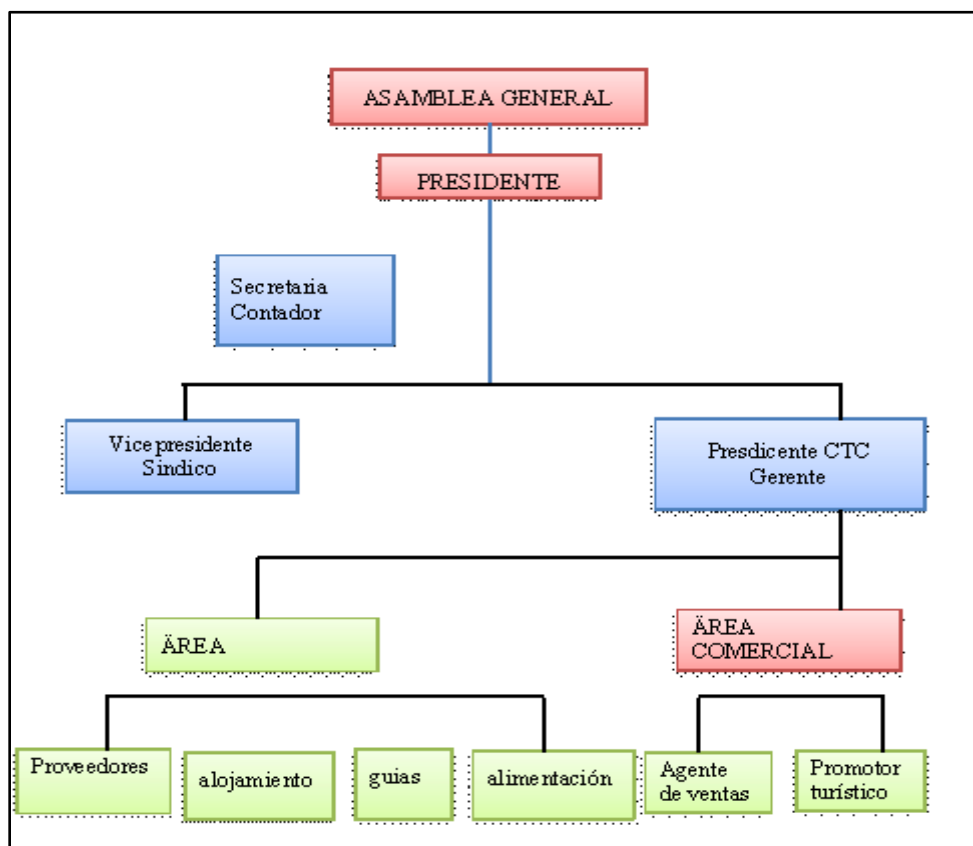 ASAMBLEA GENERAL
PRESIDENTE
Secretaria
Contador
Vicepresidente
Sindico
Presdicente CTC
Gerente
ÄREA
ÄREA
COMERCIAL
Proveedores
alojamiento
guias
alimentación
Agente
de ventas
Promotor
turístico